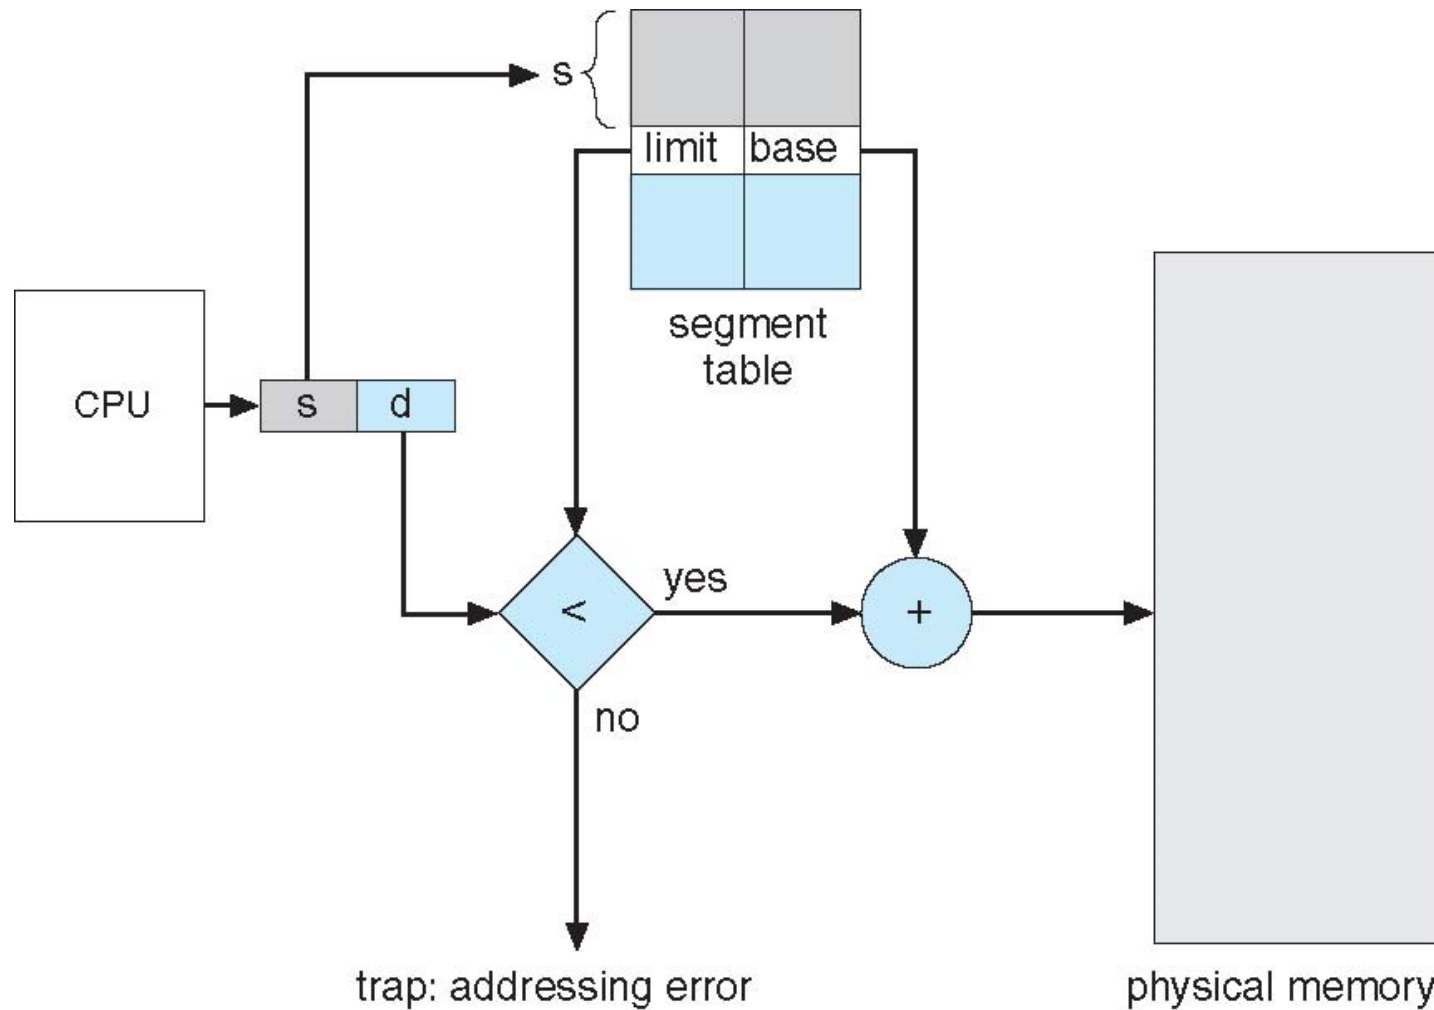 s
limit base
segment
table
CPU
s d
<
yes
+
no
trap: addressing error
physical memory